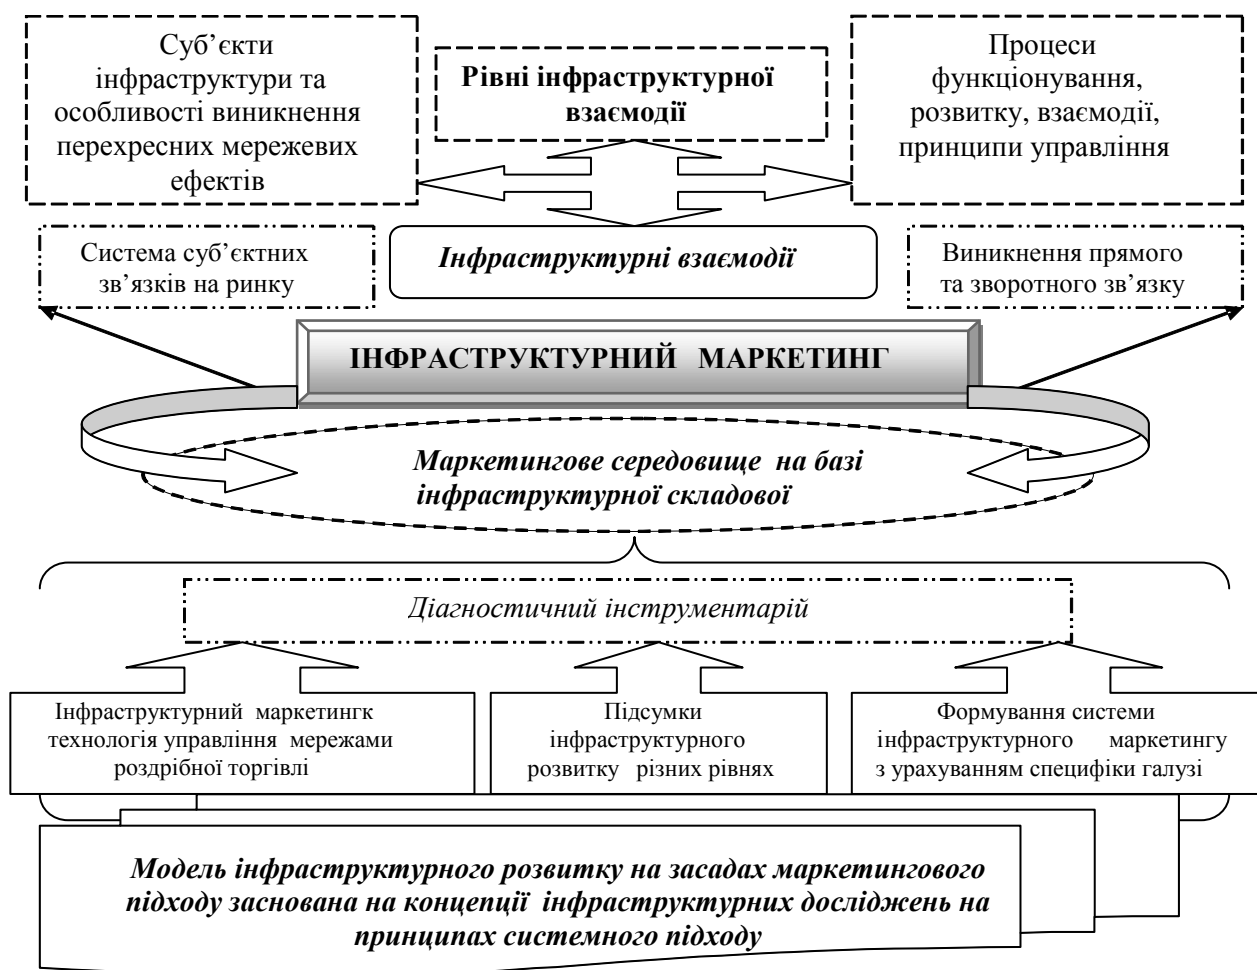 Суб’єкти
інфраструктури та
особливості виникнення
перехресних мережевих
ефектів
Рівні інфраструктурної
взаємодії
Процеси
функціонування,
розвитку, взаємодії,
принципи управління
Система суб’єктних
зв’язків на ринку
Інфраструктурні взаємодії
Виникнення прямого
та зворотного зв’язку
ІНФРАСТРУКТУРНИЙ МАРКЕТИНГ
Маркетингове середовище на базі
інфраструктурної складової
Діагностичний інструментарій
Інфраструктурний маркетингк
технологія управління мережами
роздрібної торгівлі
Підсумки
інфраструктурного
розвитку різних рівнях
Формування системи
інфраструктурного маркетингу
з урахуванням специфіки галузі
Модель інфраструктурного розвитку на засадах маркетингового
підходу заснована на концепції інфраструктурних досліджень на
принципах системного підходу